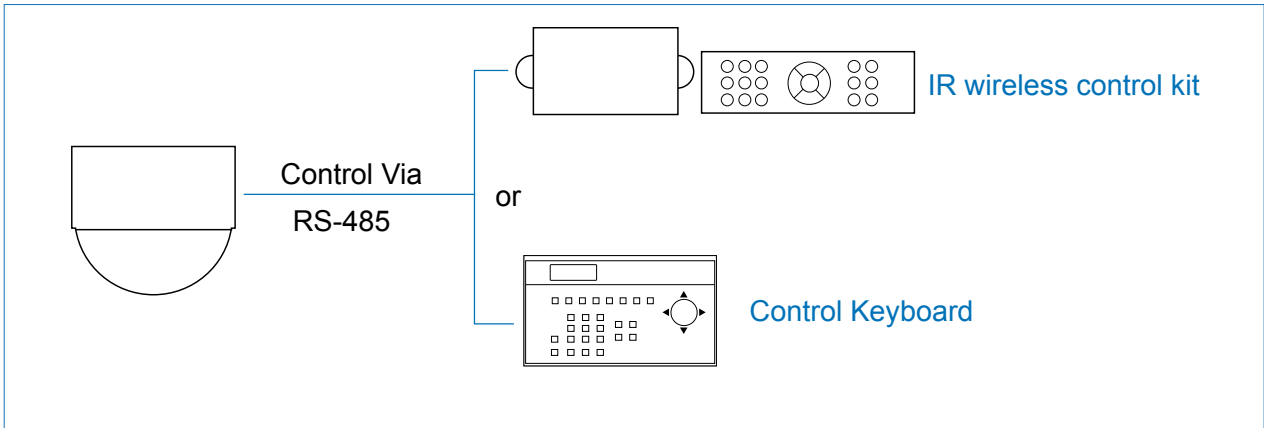 IR wireless control kit
Control Via
RS-485
or
Control Keyboard